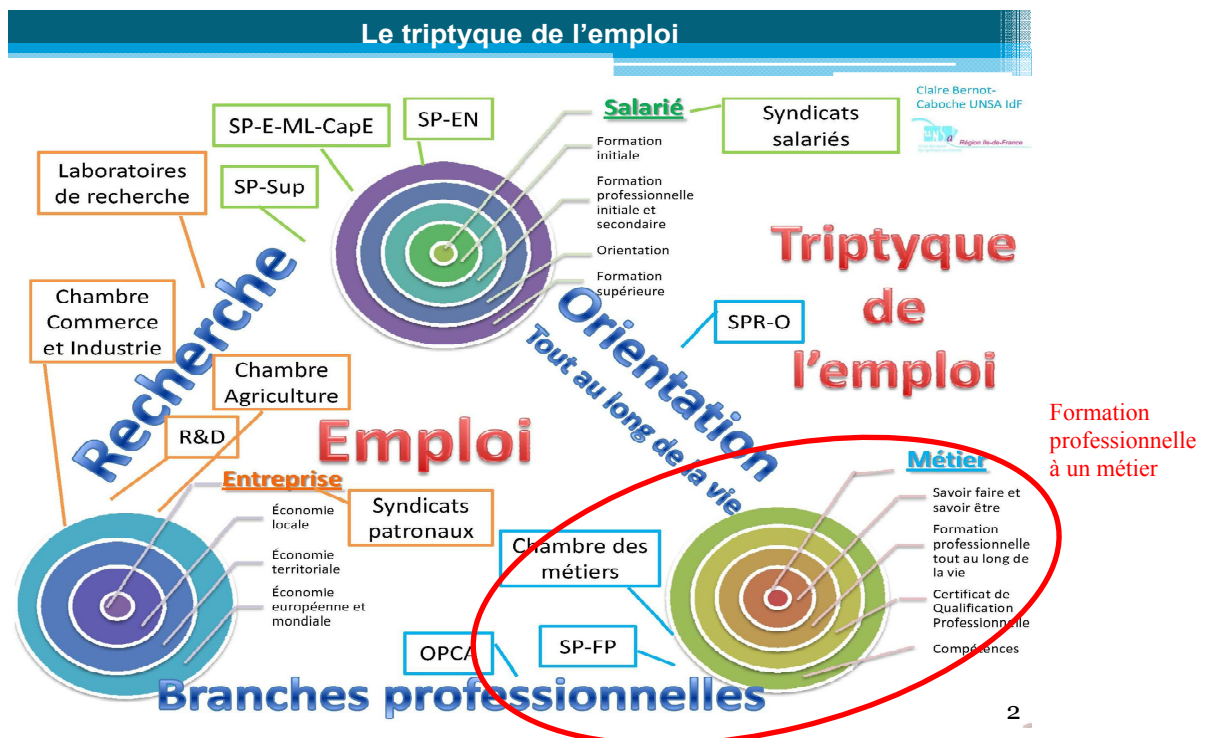 Le triptyque de l'emploi
Claire Bernot-
Caboche UNSA IdF
Région Ile-de-France
Salarié
Syndicats
salariés
SP-E-ML-CapE
SP-EN
Laboratoires
de recherche
SP-Sup
Formation
initiale
Formation
professionnelle
initiale et
secondaire
Orientation
Formation
supérieure
Triptyque
de
l'emploi
Recherche
Orientation
Tout au long de la vie
SPR-O
Chambre
Commerce
et Industrie
Chambre
Agriculture
R&D
Emploi
Entreprise
Syndicats
patronaux
Économie
locale
Économie
territoriale
Économie
européenne et
mondiale
Formation
professionnelle
à un métier
Métier
Savoir faire et
savoir être
Formation
professionnelle
tout au long de
la vie
Certificat de
Qualification
Professionnelle
Compétences
Chambre des
métiers
OPCA
SP-FP
Branches professionnelles
2